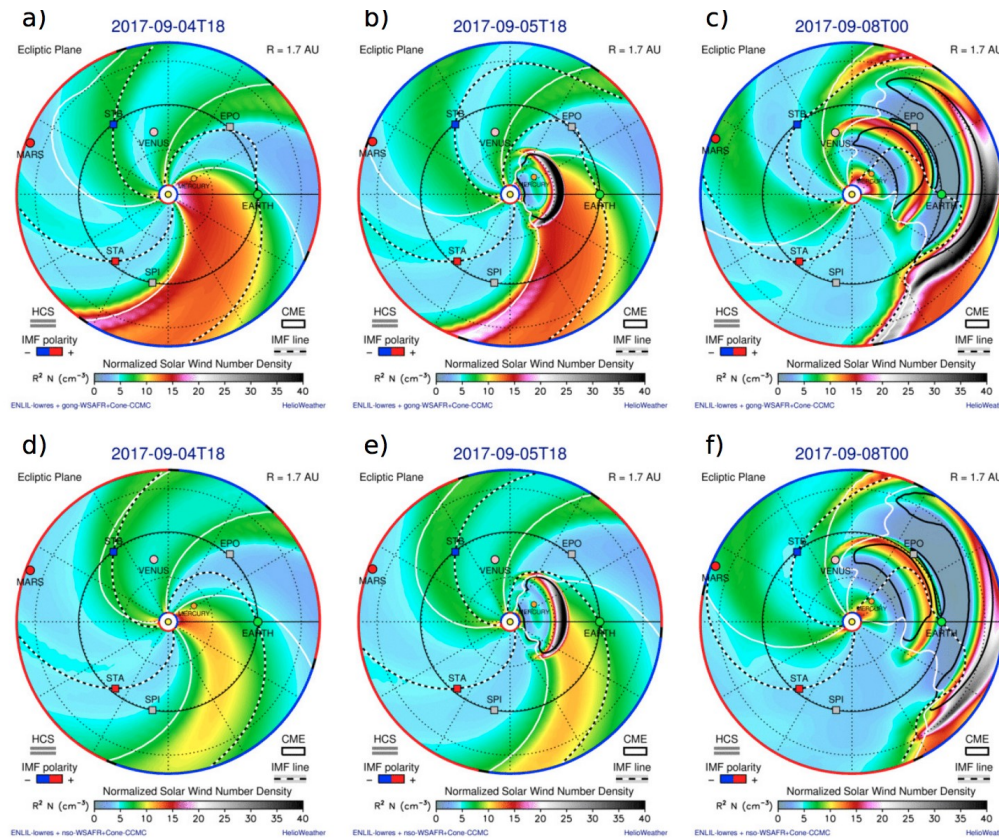 a)
2017-09-04T18
Ecliptic Plane
R = 1.7 AU
MARS
STB
VENUS
EPO
MERCURY
EARTH
STA
SPI
HCS
IMF polarity
- +
CME
IMF line
Normalized Solar Wind Number Density
R² N (cm⁻³)
0 5 10 15 20 25 30 35 40
ENLIL-lowres + gong-WSAFR+Cone-CCMC
HelioWeather
b)
2017-09-05T18
Ecliptic Plane
R = 1.7 AU
MARS
STB
VENUS
EPO
MERCURY
EARTH
STA
SPI
HCS
IMF polarity
- +
CME
IMF line
Normalized Solar Wind Number Density
R² N (cm⁻³)
0 5 10 15 20 25 30 35 40
ENLIL-lowres + gong-WSAFR+Cone-CCMC
HelioWeather
c)
2017-09-08T00
Ecliptic Plane
R = 1.7 AU
MARS
STB
VENUS
EPO
MERCURY
EARTH
STA
SPI
HCS
IMF polarity
- +
CME
IMF line
Normalized Solar Wind Number Density
R² N (cm⁻³)
0 5 10 15 20 25 30 35 40
ENLIL-lowres + gong-WSAFR+Cone-CCMC
HelioWeather
d)
2017-09-04T18
Ecliptic Plane
R = 1.7 AU
MARS
STB
VENUS
EPO
MERCURY
EARTH
STA
SPI
HCS
IMF polarity
- +
CME
IMF line
Normalized Solar Wind Number Density
R² N (cm⁻³)
0 5 10 15 20 25 30 35 40
ENLIL-lowres + nso-WSAFR+Cone-CCMC
HelioWeather
e)
2017-09-05T18
Ecliptic Plane
R = 1.7 AU
MARS
STB
VENUS
EPO
MERCURY
EARTH
STA
SPI
HCS
IMF polarity
- +
CME
IMF line
Normalized Solar Wind Number Density
R² N (cm⁻³)
0 5 10 15 20 25 30 35 40
ENLIL-lowres + nso-WSAFR+Cone-CCMC
HelioWeather
f)
2017-09-08T00
Ecliptic Plane
R = 1.7 AU
MARS
STB
VENUS
EPO
MERCURY
EARTH
STA
SPI
HCS
IMF polarity
- +
CME
IMF line
Normalized Solar Wind Number Density
R² N (cm⁻³)
0 5 10 15 20 25 30 35 40
ENLIL-lowres + nso-WSAFR+Cone-CCMC
HelioWeather